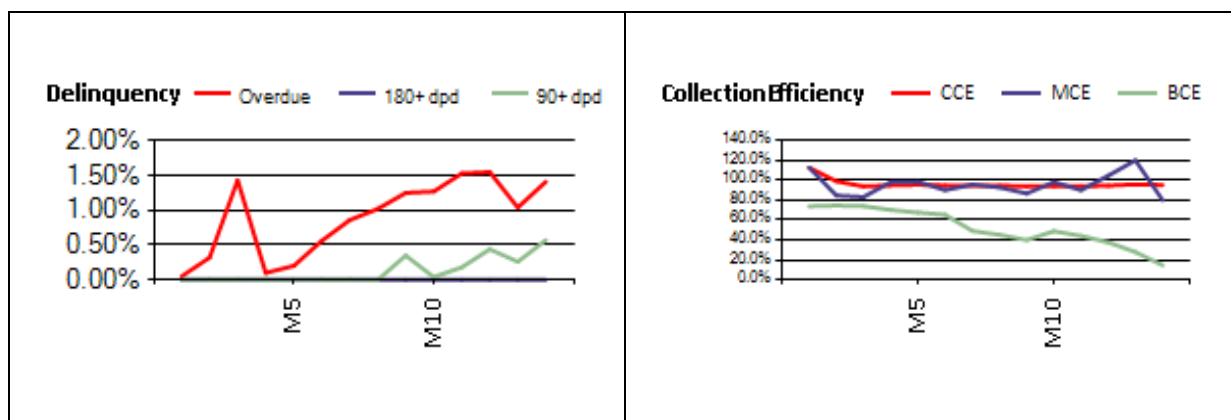 Delinquency Overdue 180+ dpd 90+ dpd
2.00%
1.50%
1.00%
0.50%
0.00%
M5
M10
Collection Efficiency CCE MCE BCE
140.0%
120.0%
100.0%
80.0%
60.0%
40.0%
20.0%
0.0%
M5
M10